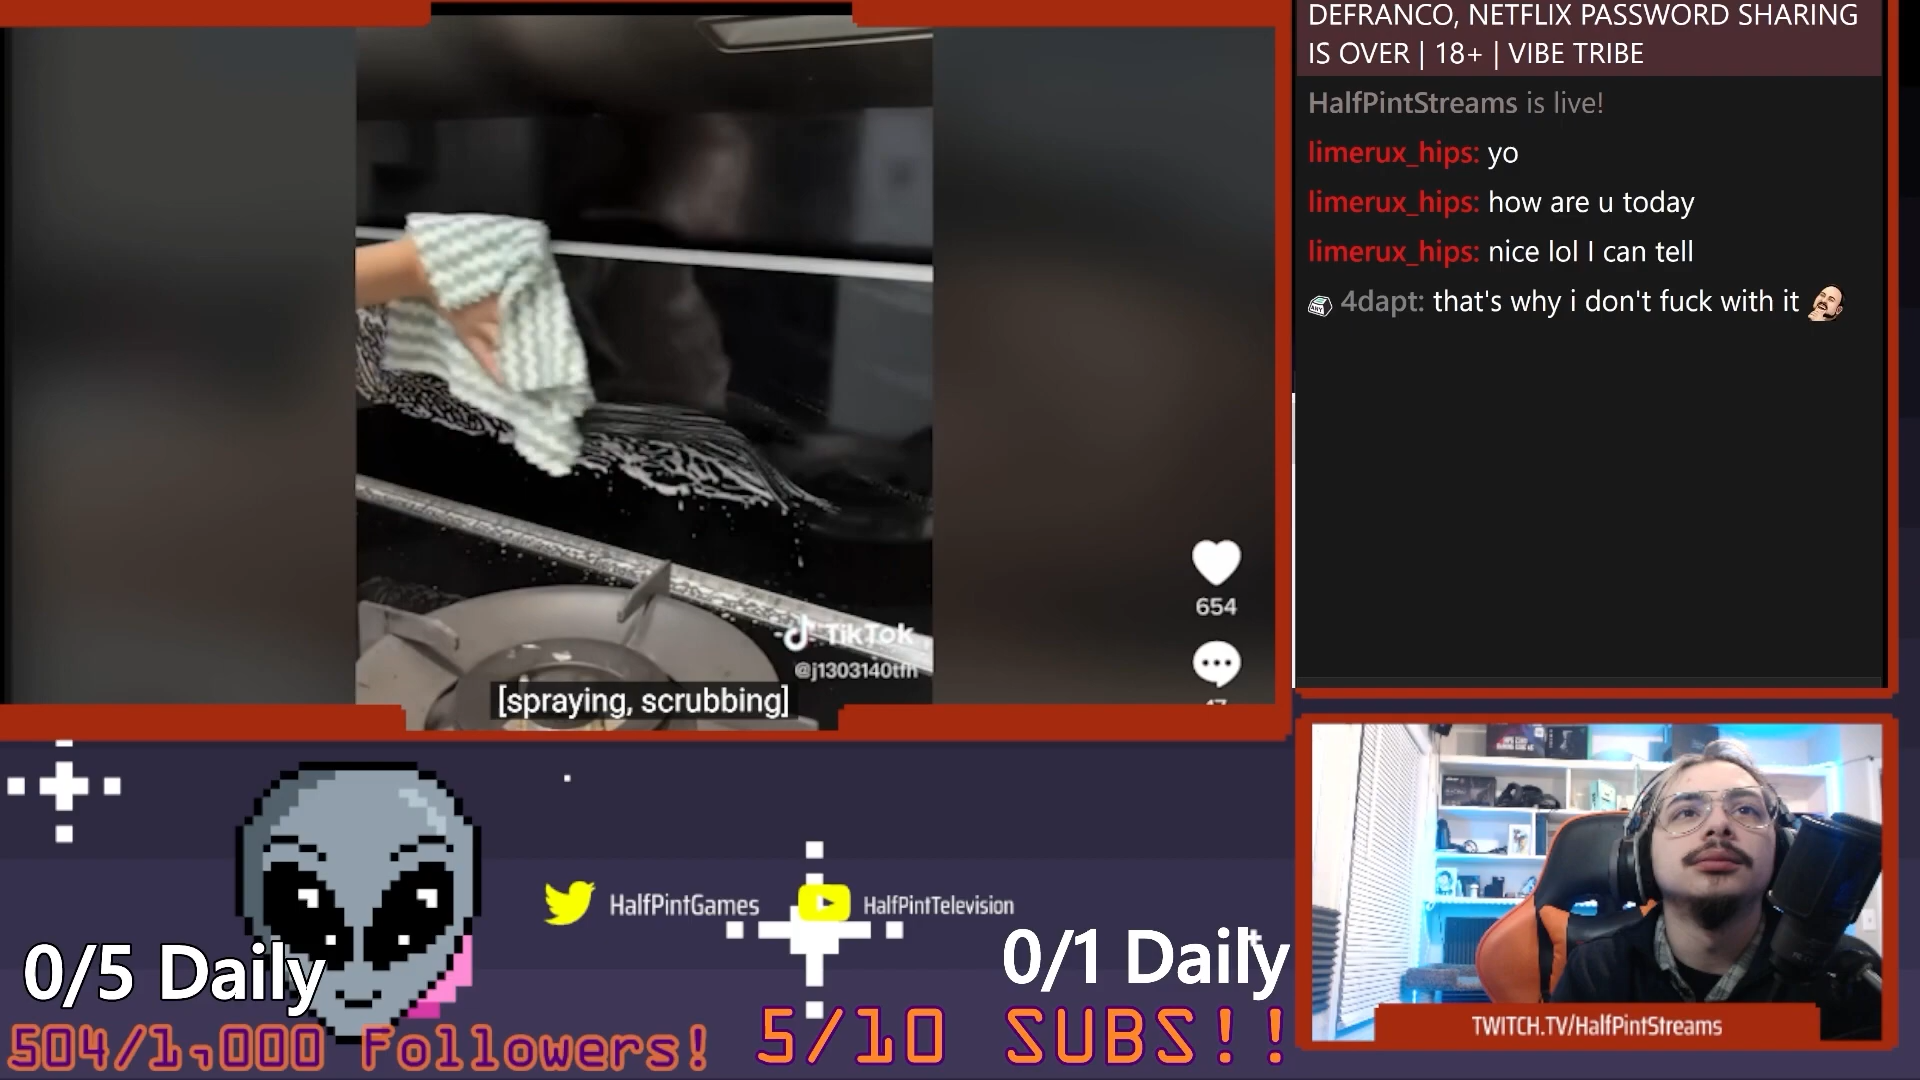 DEFRANCO, NETFLIX PASSWORD SHARING
IS OVER | 18+ | VIBE TRIBE
HalfPintStreams is live!
limerux_hips: yo
limerux_hips: how are u today
limerux_hips: nice lol I can tell
4dapt: that's why i don't fuck with it
654
TikTok
@j1303140tfh
[spraying, scrubbing]
HalfPintGames
HalfPintTelevision
0/5 Daily
0/1 Daily
504/1,000 Followers!
5/10 SUBS!!
TWITCH.TV/HalfPintStreams